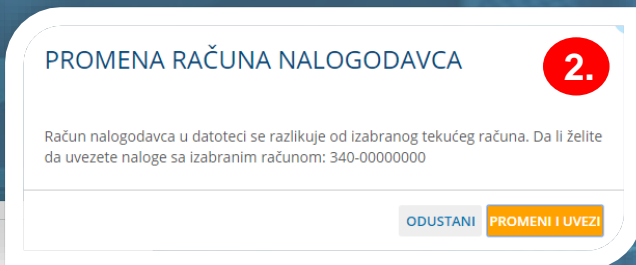 PROMENA RAČUNA NALOGODAVCA
2.
Račun nalogodavca u datoteci se razlikuje od izabranog tekućeg računa. Da li želite
da uvezete naloge sa izabranim računom: 340-00000000
ODUSTANI PROMENI I UVEZI